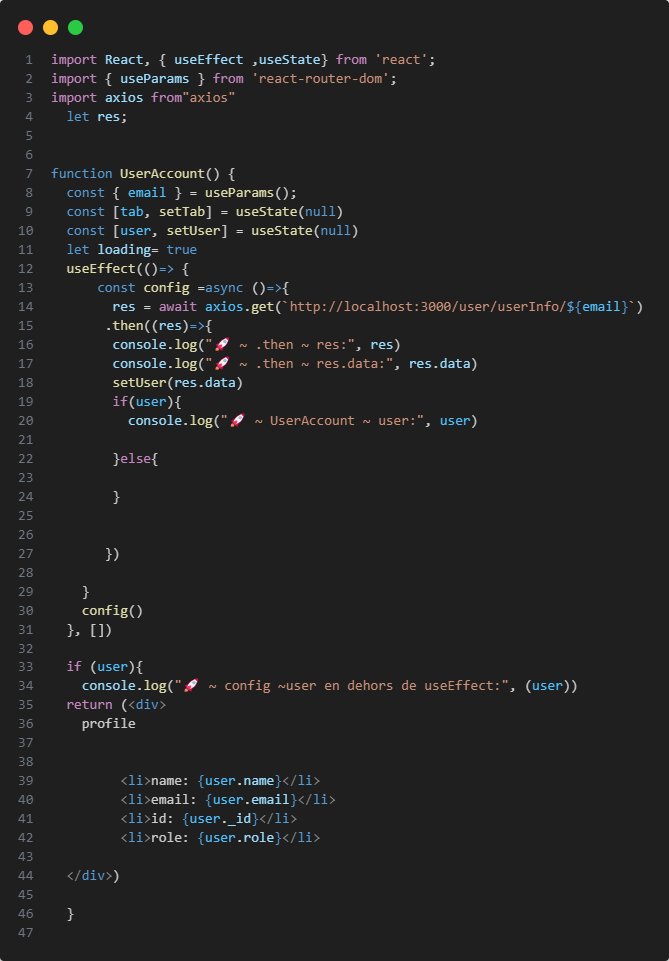 1 import React, { useEffect ,useState} from 'react';
2 import { useParams } from 'react-router-dom';
3 import axios from"axios"
4   let res;
5
6
7 function UserAccount() {
8   const { email } = useParams();
9   const [tab, setTab] = useState(null)
10   const [user, setUser] = useState(null)
11   let loading= true
12   useEffect(()=> {
13       const config =async ()=>{
14         res = await axios.get(`http://localhost:3000/user/userInfo/${email}`)
15        .then((res)=>{
16         console.log("🚀 ~ .then ~ res:", res)
17         console.log("🚀 ~ .then ~ res.data:", res.data)
18         setUser(res.data)
19         if(user){
20           console.log("🚀 ~ UserAccount ~ user:", user)
21
22         }else{
23
24         }
25
26
27        })
28
29     }
30     config()
31   }, [])
32
33   if (user){
34     console.log("🚀 ~ config ~user en dehors de useEffect:", (user))
35   return (<div>
36     profile
37
38
39          <li>name: {user.name}</li>
40          <li>email: {user.email}</li>
41          <li>id: {user._id}</li>
42          <li>role: {user.role}</li>
43
44   </div>)
45
46   }
47